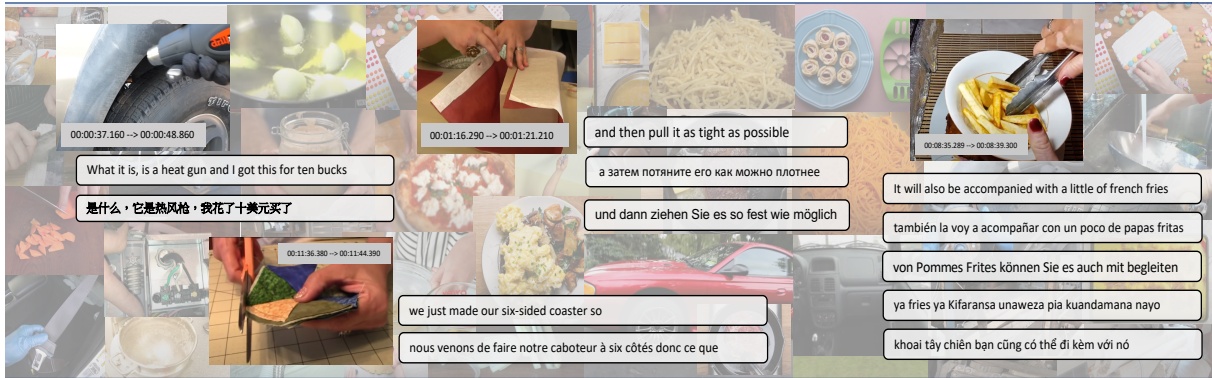 00:00:37.160 --> 00:00:48.860
What it is, is a heat gun and I got this for ten bucks
是什么，它是热风枪，我花了十美元买了
00:11:36.380 --> 00:11:44.390
we just made our six-sided coaster so
nous venons de faire notre caboteur à six côtés donc ce que
00:01:16.290 --> 00:01:21.210
and then pull it as tight as possible
а затем потяните его как можно плотнее
und dann ziehen Sie es so fest wie möglich
00:08:35.289 --> 00:08:39.300
It will also be accompanied with a little of french fries
también la voy a acompañar con un poco de papas fritas
von Pommes Frites können Sie es auch mit begleiten
ya fries ya Kifaransa unaweza pia kuandamana nayo
khoai tây chiên bạn cũng có thể đi kèm với nó